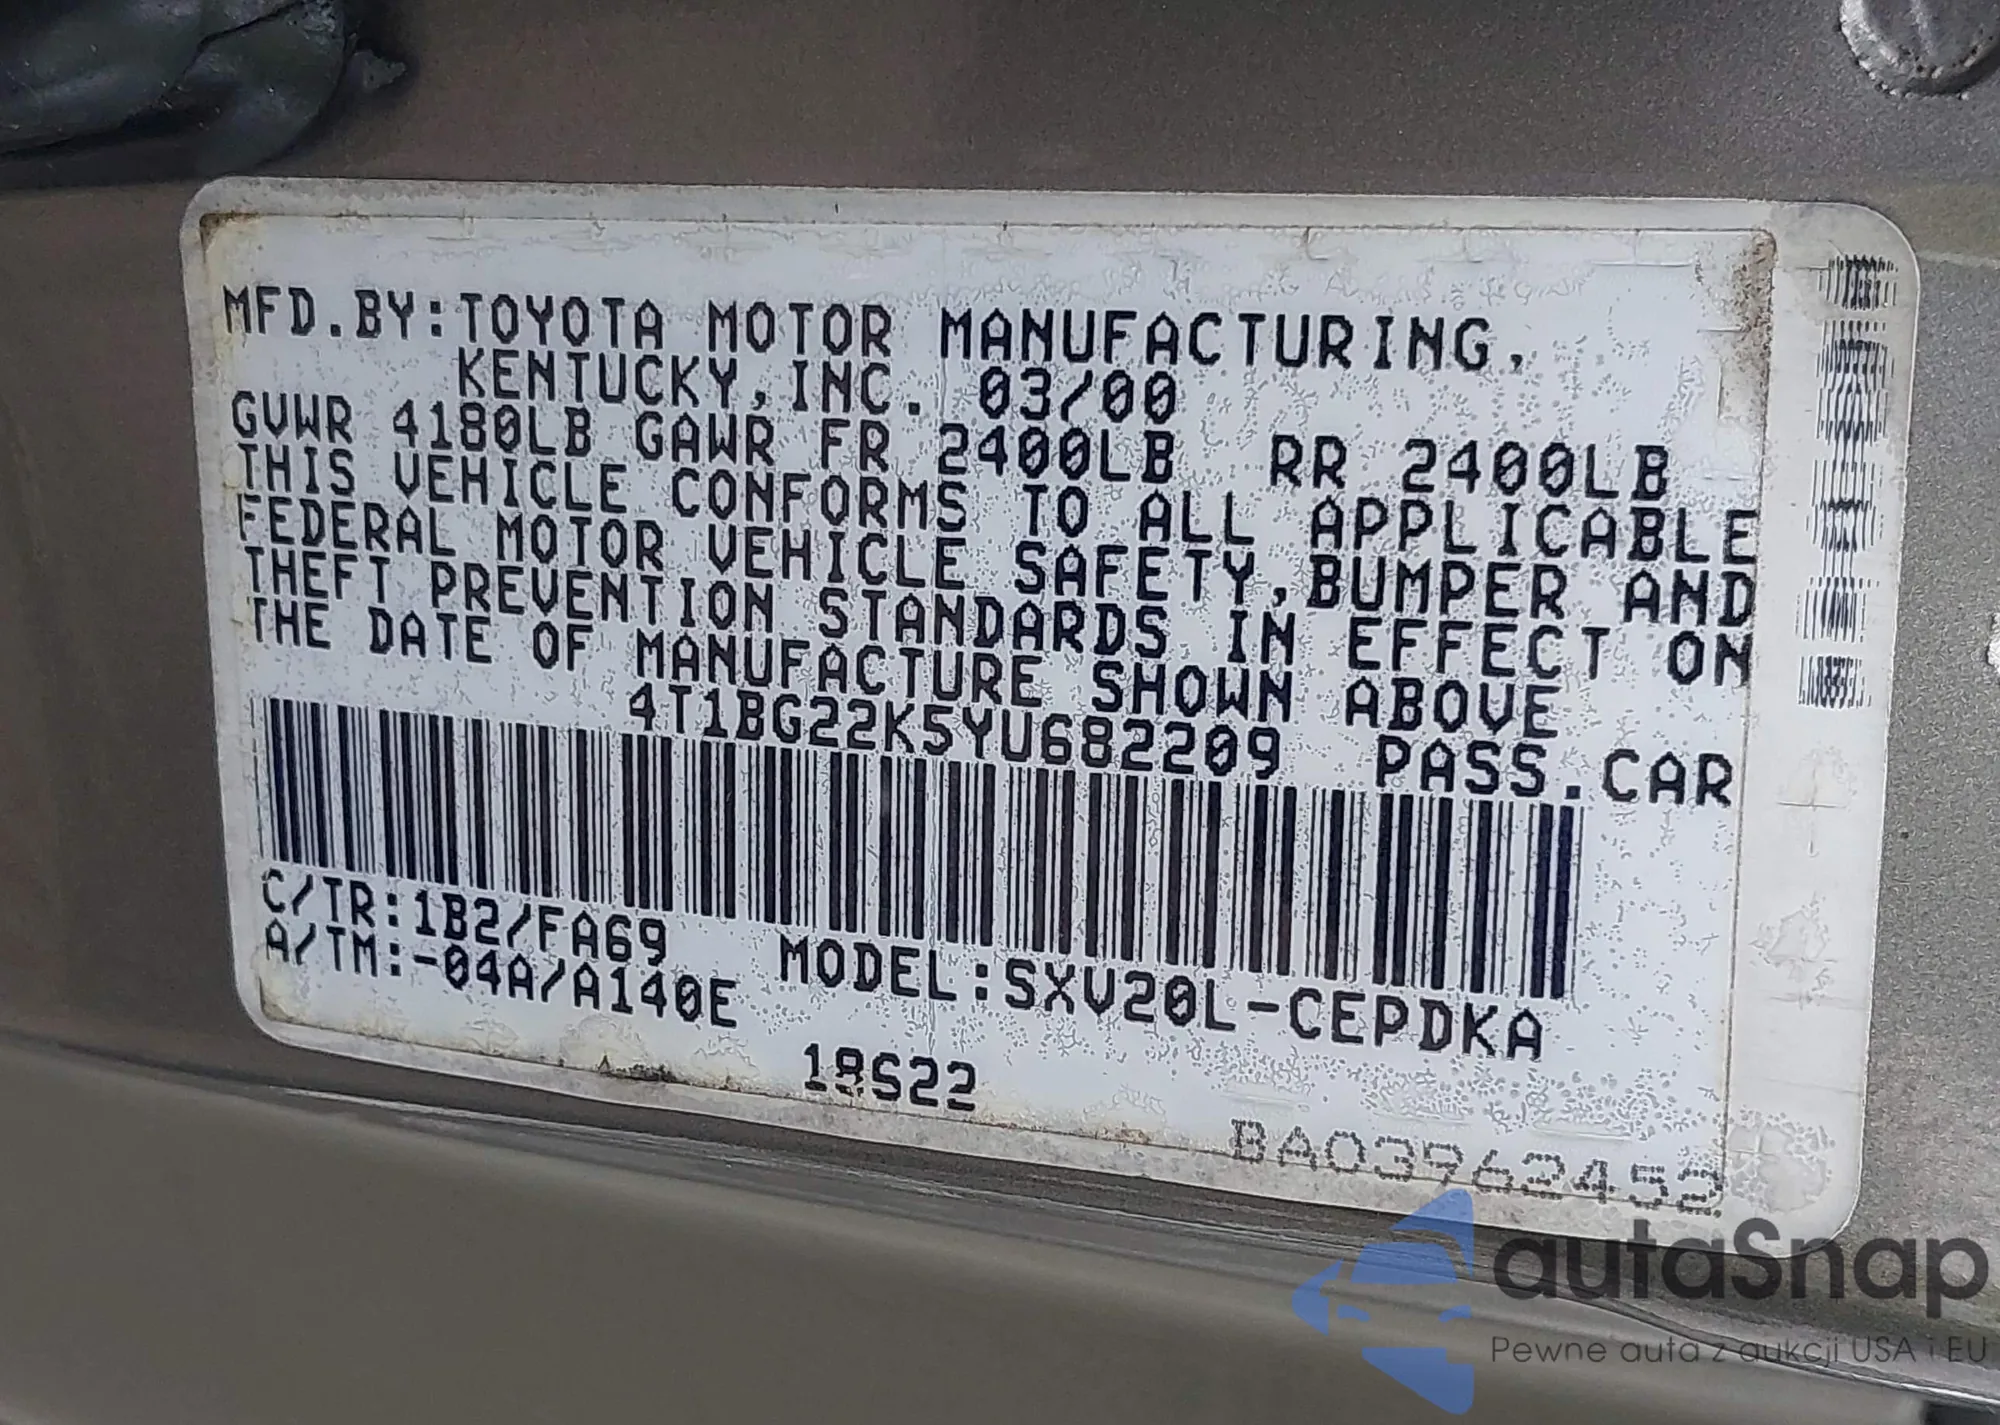 MFD.BY:TOYOTA MOTOR MANUFACTURING,
KENTUCKY,INC. 03/00
GVWR 4180LB GAWR FR 2400LB RR 2400LB
THIS VEHICLE CONFORMS TO ALL APPLICABLE
FEDERAL MOTOR VEHICLE SAFETY,BUMPER AND
THEFT PREVENTION STANDARDS IN EFFECT ON
THE DATE OF MANUFACTURE SHOWN ABOVE
4T1BG22K5YU682209 PASS.CAR
C/TR:1B2/FA69 MODEL:SXV20L-CEPDKA
A/TM:-04A/A140E
18S22
BA03962452
autaSnap
Pewne auta z aukcji USA i EU